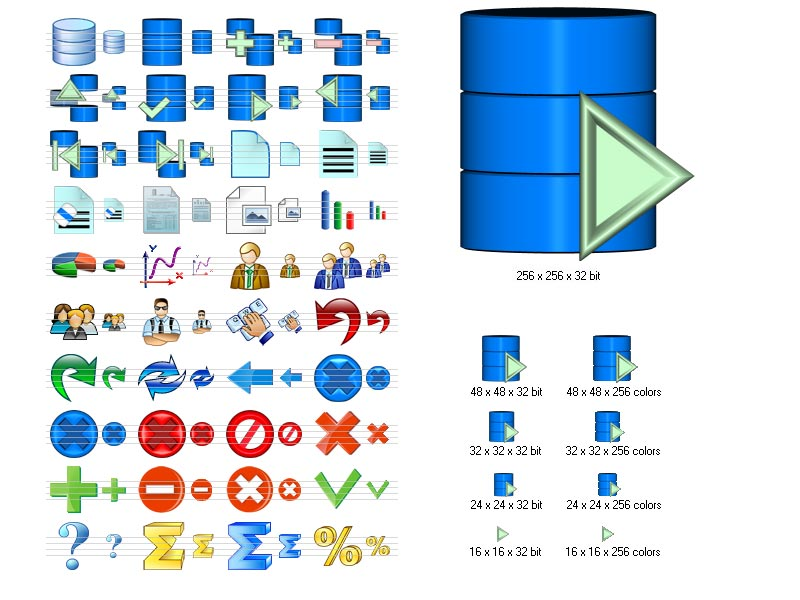 256 x 256 x 32 bit
48 x 48 x 32 bit
48 x 48 x 256 colors
32 x 32 x 32 bit
32 x 32 x 256 colors
24 x 24 x 32 bit
24 x 24 x 256 colors
16 x 16 x 32 bit
16 x 16 x 256 colors
Y
X
Q W E
?
Σ
Σ
%